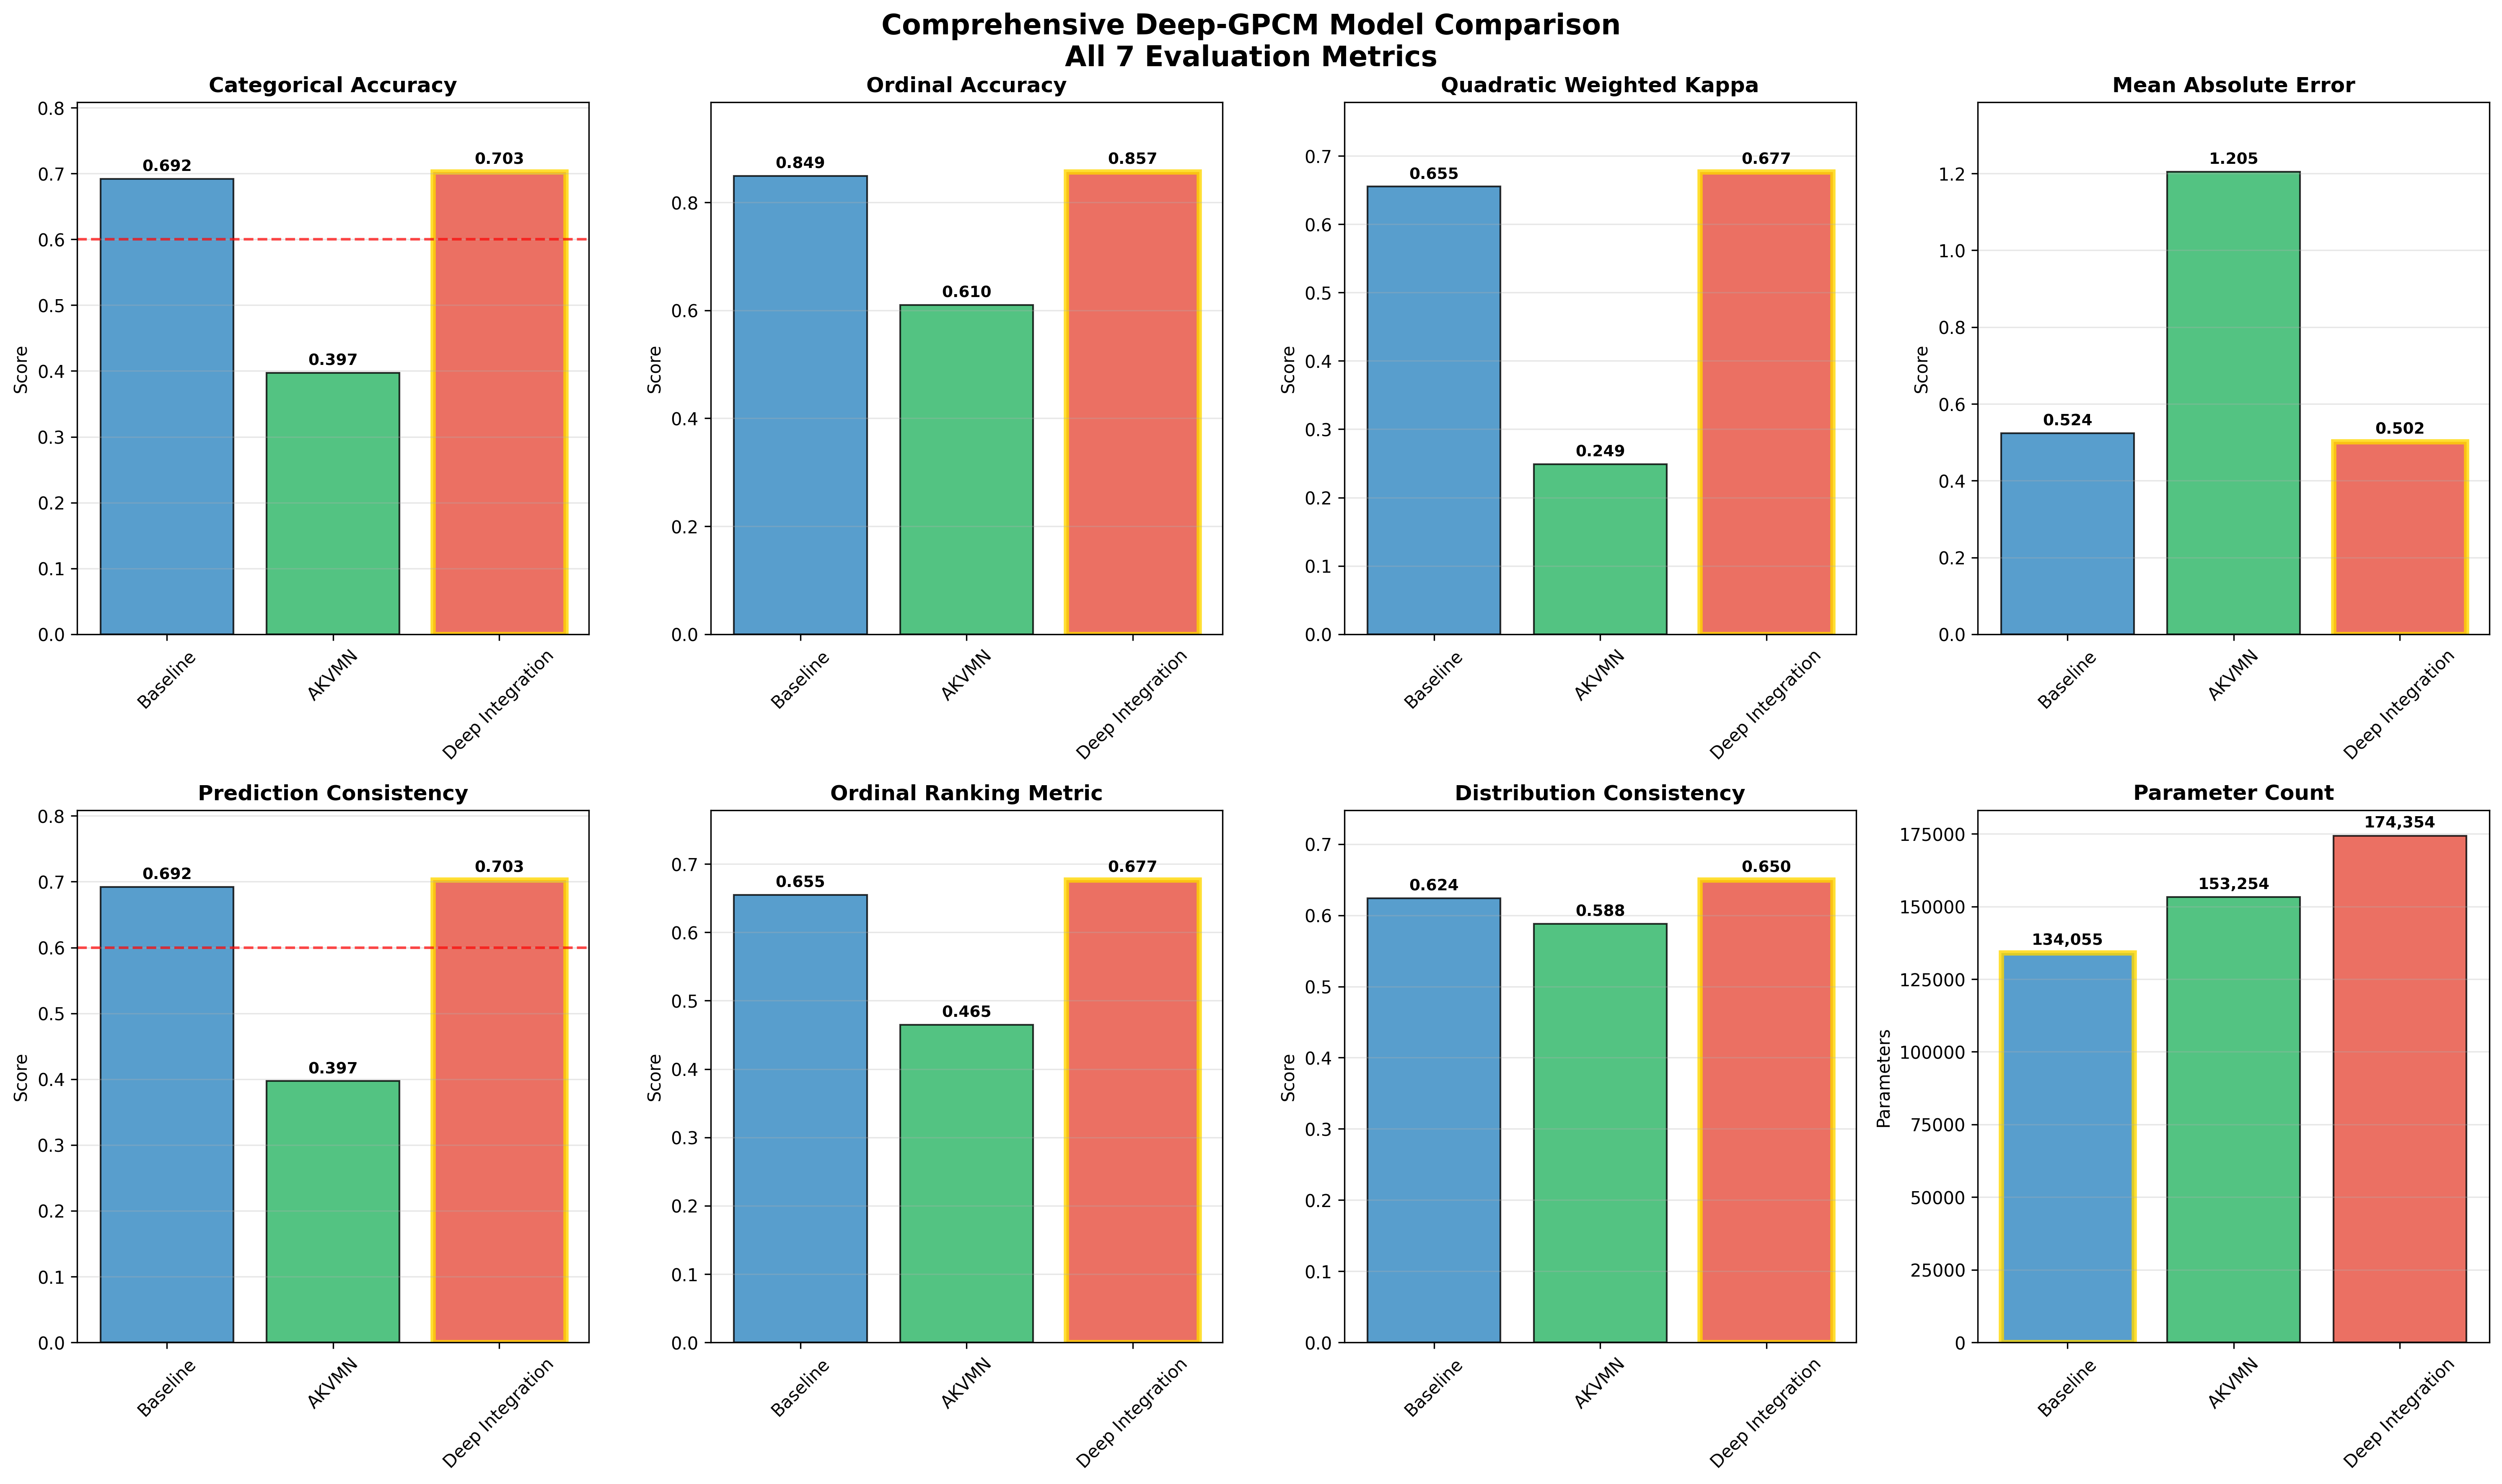 Comprehensive Deep-GPCM Model Comparison
All 7 Evaluation Metrics
Categorical Accuracy
Score
0.8
0.7
0.6
0.5
0.4
0.3
0.2
0.1
0.0
0.692
0.397
0.703
Baseline
AKVMN
Deep Integration
Ordinal Accuracy
Score
0.8
0.6
0.4
0.2
0.0
0.849
0.610
0.857
Baseline
AKVMN
Deep Integration
Quadratic Weighted Kappa
Score
0.7
0.6
0.5
0.4
0.3
0.2
0.1
0.0
0.655
0.249
0.677
Baseline
AKVMN
Deep Integration
Mean Absolute Error
Score
1.2
1.0
0.8
0.6
0.4
0.2
0.0
0.524
1.205
0.502
Baseline
AKVMN
Deep Integration
Prediction Consistency
Score
0.8
0.7
0.6
0.5
0.4
0.3
0.2
0.1
0.0
0.692
0.397
0.703
Baseline
AKVMN
Deep Integration
Ordinal Ranking Metric
Score
0.7
0.6
0.5
0.4
0.3
0.2
0.1
0.0
0.655
0.465
0.677
Baseline
AKVMN
Deep Integration
Distribution Consistency
Score
0.7
0.6
0.5
0.4
0.3
0.2
0.1
0.0
0.624
0.588
0.650
Baseline
AKVMN
Deep Integration
Parameter Count
Parameters
175000
150000
125000
100000
75000
50000
25000
0
134,055
153,254
174,354
Baseline
AKVMN
Deep Integration